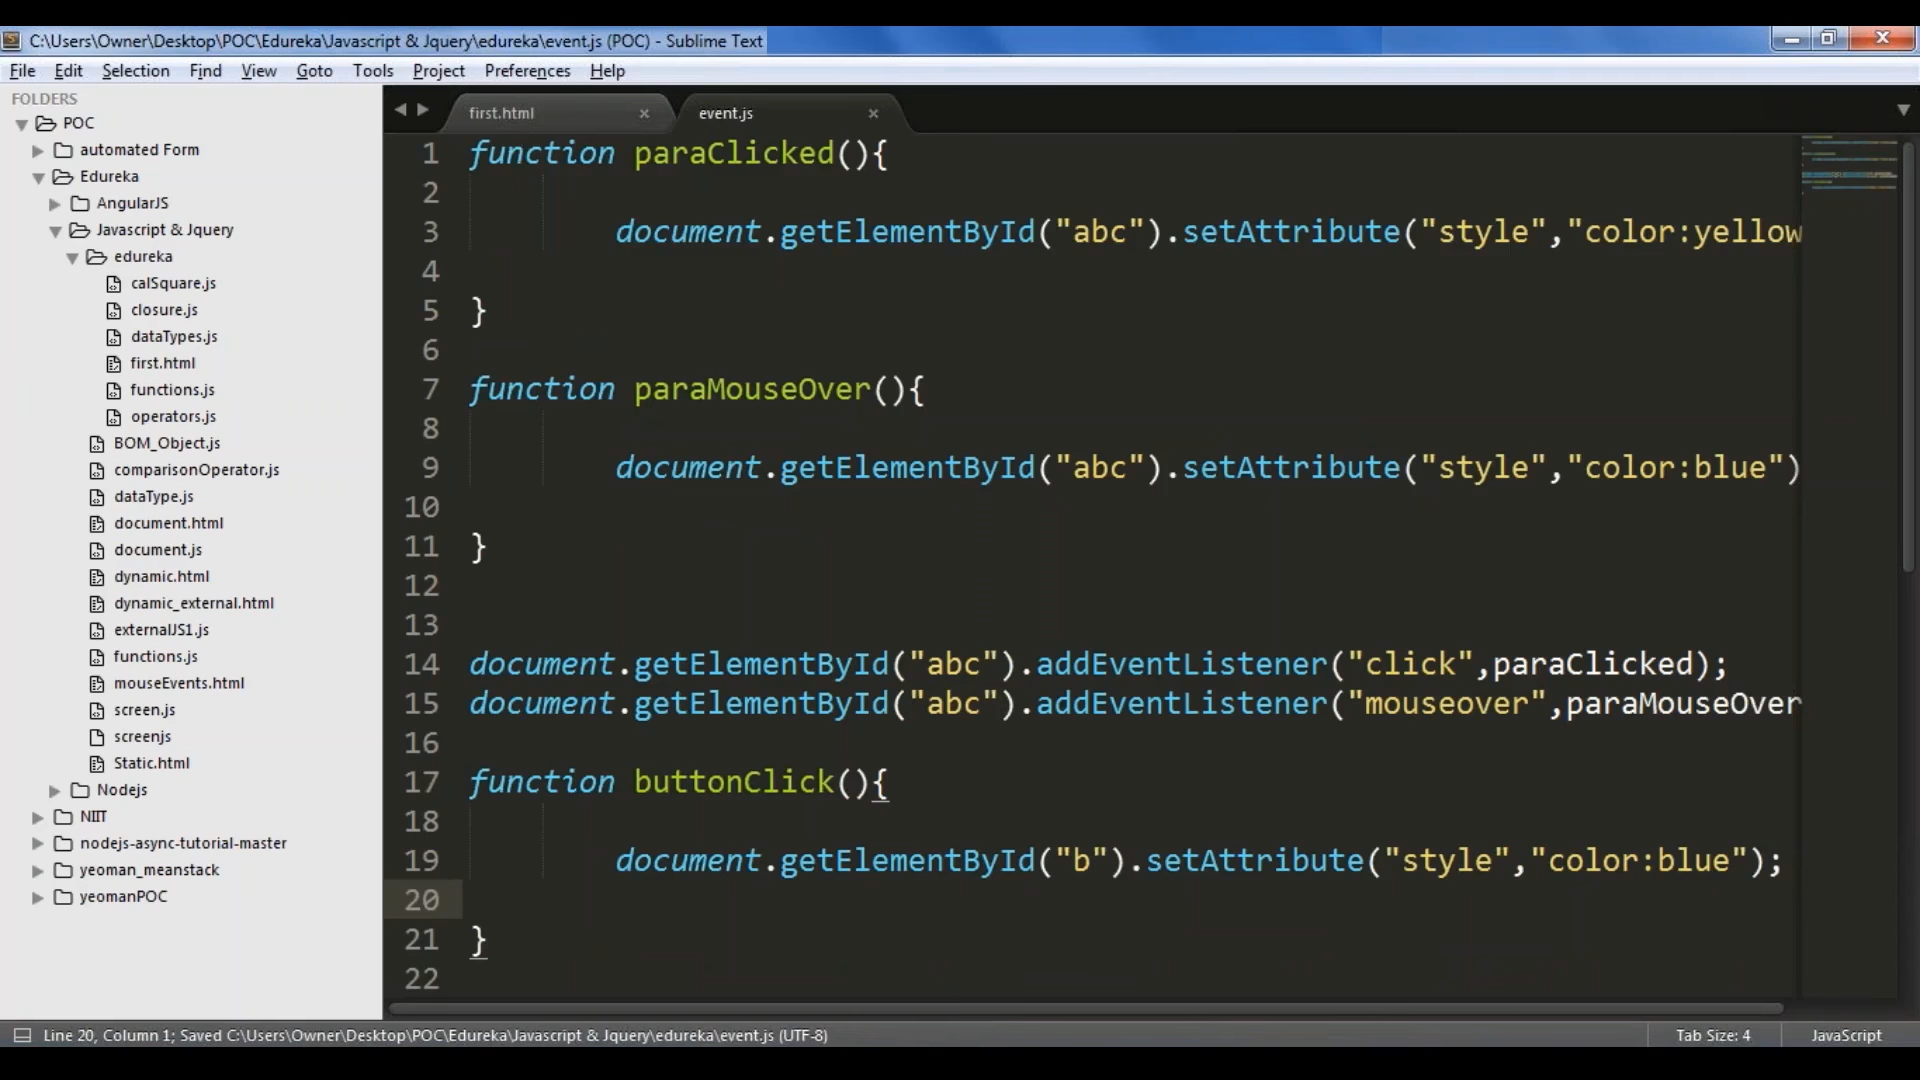 C:\Users\Owner\Desktop\POC\Edureka\Javascript & Jquery\edureka\event.js (POC) - Sublime Text
File Edit Selection Find View Goto Tools Project Preferences Help
FOLDERS
POC
automated Form
Edureka
AngularJS
Javascript & Jquery
edureka
calSquare.js
closure.js
dataTypes.js
first.html
functions.js
operators.js
BOM_Object.js
comparisonOperator.js
dataType.js
document.html
document.js
dynamic.html
dynamic_external.html
externalJS1.js
functions.js
mouseEvents.html
screen.js
screenjs
Static.html
Nodejs
NIIT
nodejs-async-tutorial-master
yeoman_meanstack
yeomanPOC
first.html × event.js ×
1 function paraClicked(){
2
3 document.getElementById("abc").setAttribute("style","color:yellow
4
5 }
6
7 function paraMouseOver(){
8
9 document.getElementById("abc").setAttribute("style","color:blue")
10
11 }
12
13
14 document.getElementById("abc").addEventListener("click",paraClicked);
15 document.getElementById("abc").addEventListener("mouseover",paraMouseOver
16
17 function buttonClick(){
18
19 document.getElementById("b").setAttribute("style","color:blue");
20
21 }
22
Line 20, Column 1; Saved C:\Users\Owner\Desktop\POC\Edureka\Javascript & Jquery\edureka\event.js (UTF-8) Tab Size: 4 JavaScript